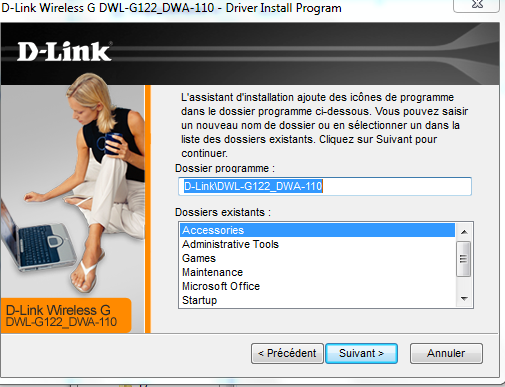 D-Link Wireless G DWL-G122_DWA-110 - Driver Install Program
D-Link
L'assistant d'installation ajoute des icônes de programme
dans le dossier programme ci-dessous. Vous pouvez saisir
un nouveau nom de dossier ou en sélectionner un dans la
liste des dossiers existants. Cliquez sur Suivant pour
continuer.
Dossier programme :
D-Link\DWL-G122_DWA-110
Dossiers existants :
Accessories
Administrative Tools
Games
Maintenance
Microsoft Office
Startup
D-Link Wireless G
DWL-G122_DWA-110
< Précédent
Suivant >
Annuler